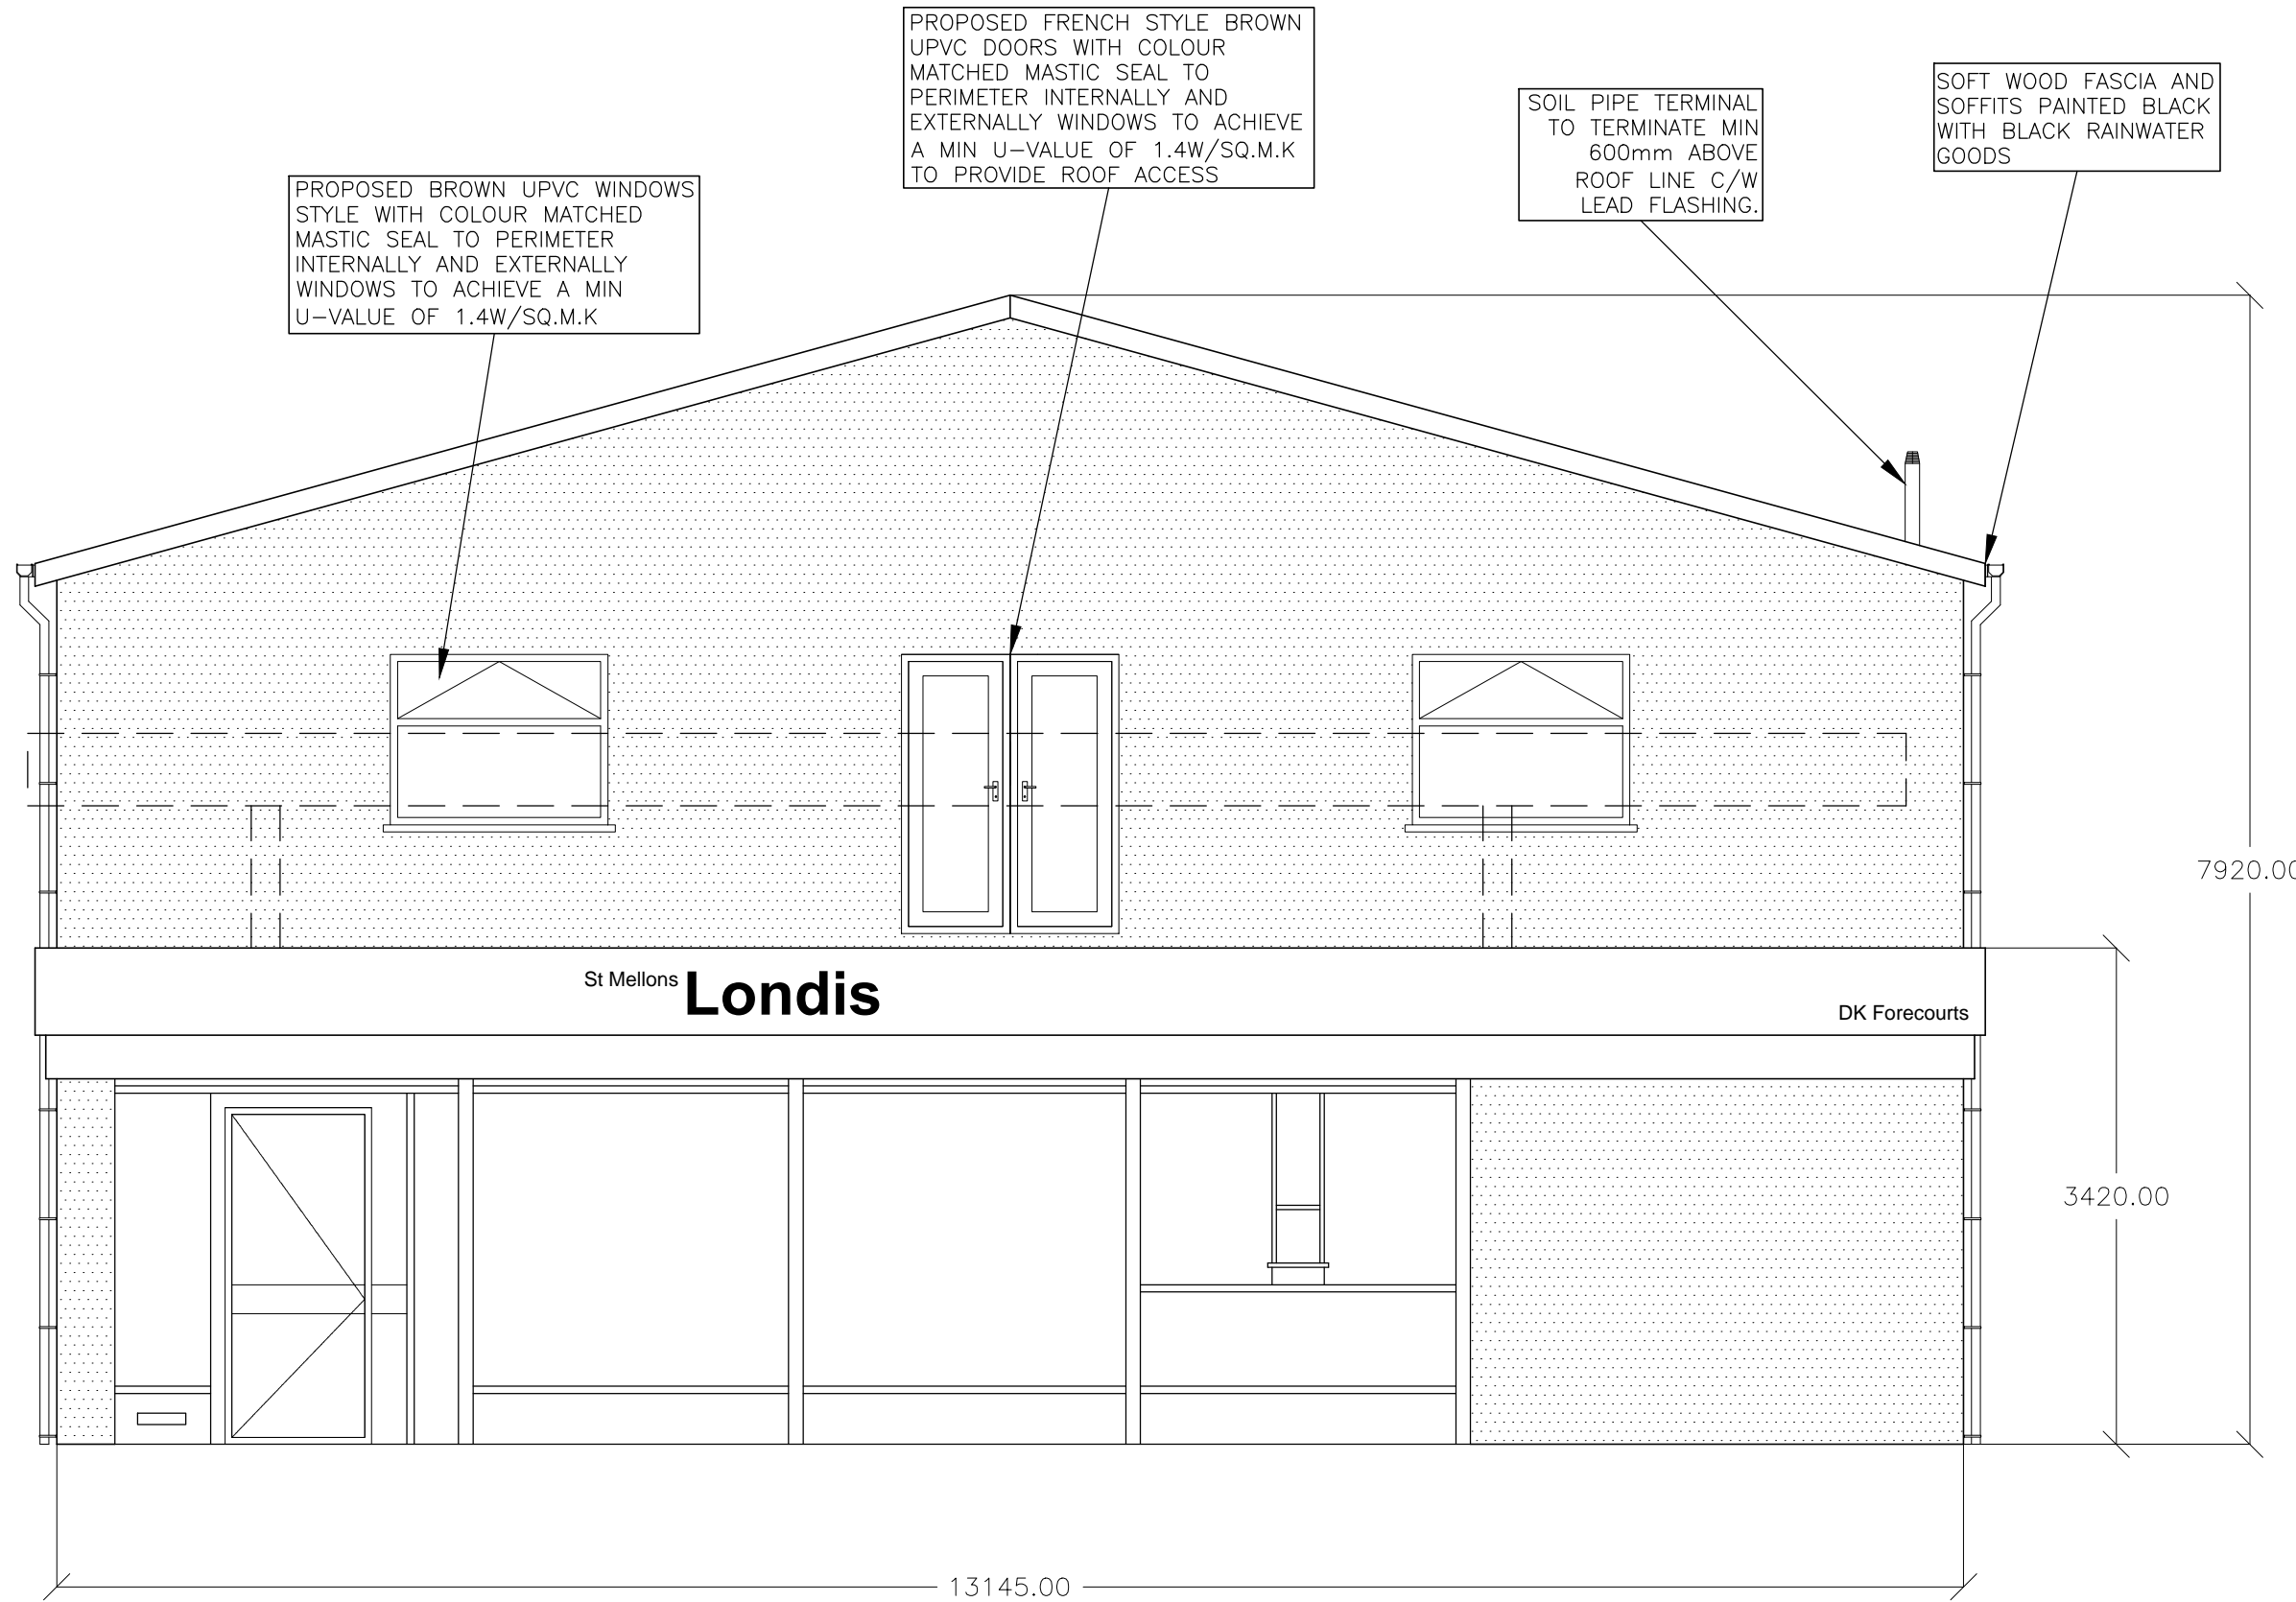 PROPOSED FRENCH STYLE BROWN
UPVC DOORS WITH COLOUR
MATCHED MASTIC SEAL TO
PERIMETER INTERNALLY AND
EXTERNALLY WINDOWS TO ACHIEVE
A MIN U-VALUE OF 1.4W/SQ.M.K
TO PROVIDE ROOF ACCESS
SOFT WOOD FASCIA AND
SOFFITS PAINTED BLACK
WITH BLACK RAINWATER
GOODS
SOIL PIPE TERMINAL
TO TERMINATE MIN
600mm ABOVE
ROOF LINE C/W
LEAD FLASHING.
PROPOSED BROWN UPVC WINDOWS
STYLE WITH COLOUR MATCHED
MASTIC SEAL TO PERIMETER
INTERNALLY AND EXTERNALLY
WINDOWS TO ACHIEVE A MIN
U-VALUE OF 1.4W/SQ.M.K
7920.00
St Mellons Londis
DK Forecourts
3420.00
13145.00